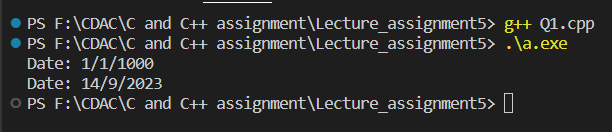 PS F:\CDAC\C and C++ assignment\Lecture_assignment5> g++ Q1.cpp
PS F:\CDAC\C and C++ assignment\Lecture_assignment5> .\a.exe
Date: 1/1/1000
Date: 14/9/2023
PS F:\CDAC\C and C++ assignment\Lecture_assignment5>